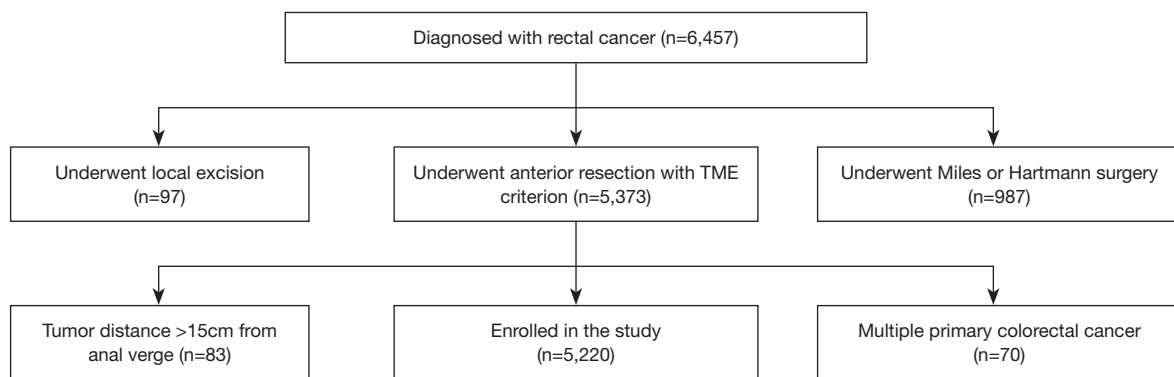 Diagnosed with rectal cancer (n=6,457)
Underwent local excision
(n=97)
Underwent anterior resection with TME
criterion (n=5,373)
Underwent Miles or Hartmann surgery
(n=987)
Tumor distance >15cm from
anal verge (n=83)
Enrolled in the study
(n=5,220)
Multiple primary colorectal cancer
(n=70)